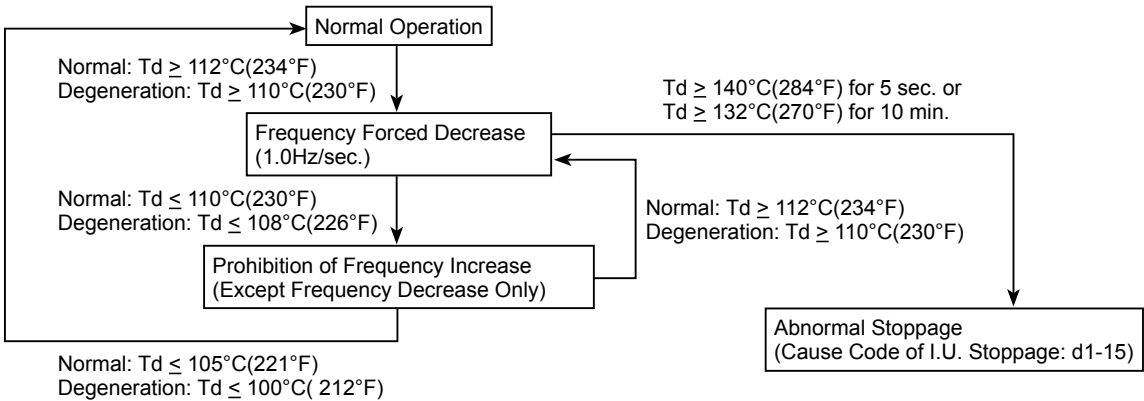 Normal Operation
Normal: Td ≥ 112°C(234°F)
Degeneration: Td ≥ 110°C(230°F)
Td ≥ 140°C(284°F) for 5 sec. or
Td ≥ 132°C(270°F) for 10 min.
Frequency Forced Decrease
(1.0Hz/sec.)
Normal: Td ≤ 110°C(230°F)
Degeneration: Td ≤ 108°C(226°F)
Normal: Td ≥ 112°C(234°F)
Degeneration: Td ≥ 110°C(230°F)
Prohibition of Frequency Increase
(Except Frequency Decrease Only)
Abnormal Stoppage
(Cause Code of I.U. Stoppage: d1-15)
Normal: Td ≤ 105°C(221°F)
Degeneration: Td ≤ 100°C( 212°F)